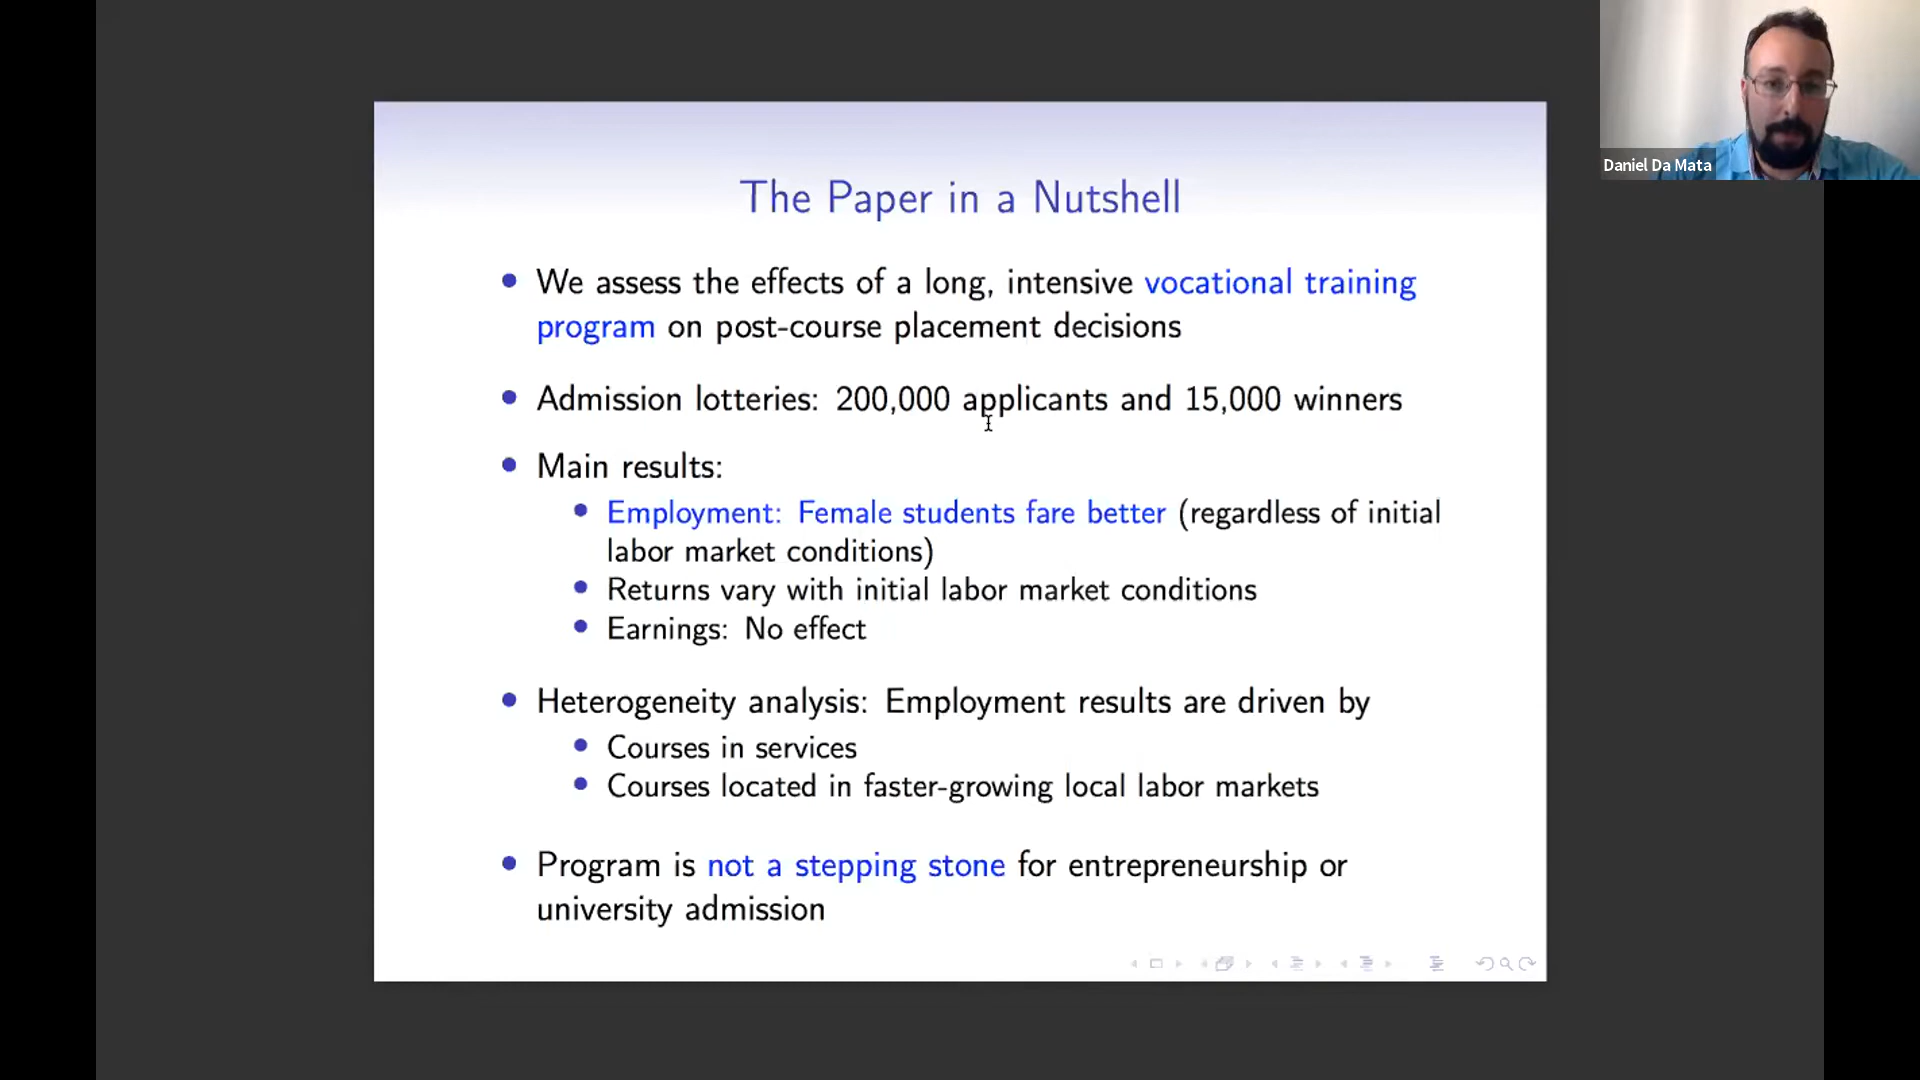 Daniel Da Mata
The Paper in a Nutshell
We assess the effects of a long, intensive vocational training
program on post-course placement decisions
Admission lotteries: 200,000 applicants and 15,000 winners
Main results:
Employment: Female students fare better (regardless of initial
labor market conditions)
Returns vary with initial labor market conditions
Earnings: No effect
Heterogeneity analysis: Employment results are driven by
Courses in services
Courses located in faster-growing local labor markets
Program is not a stepping stone for entrepreneurship or
university admission